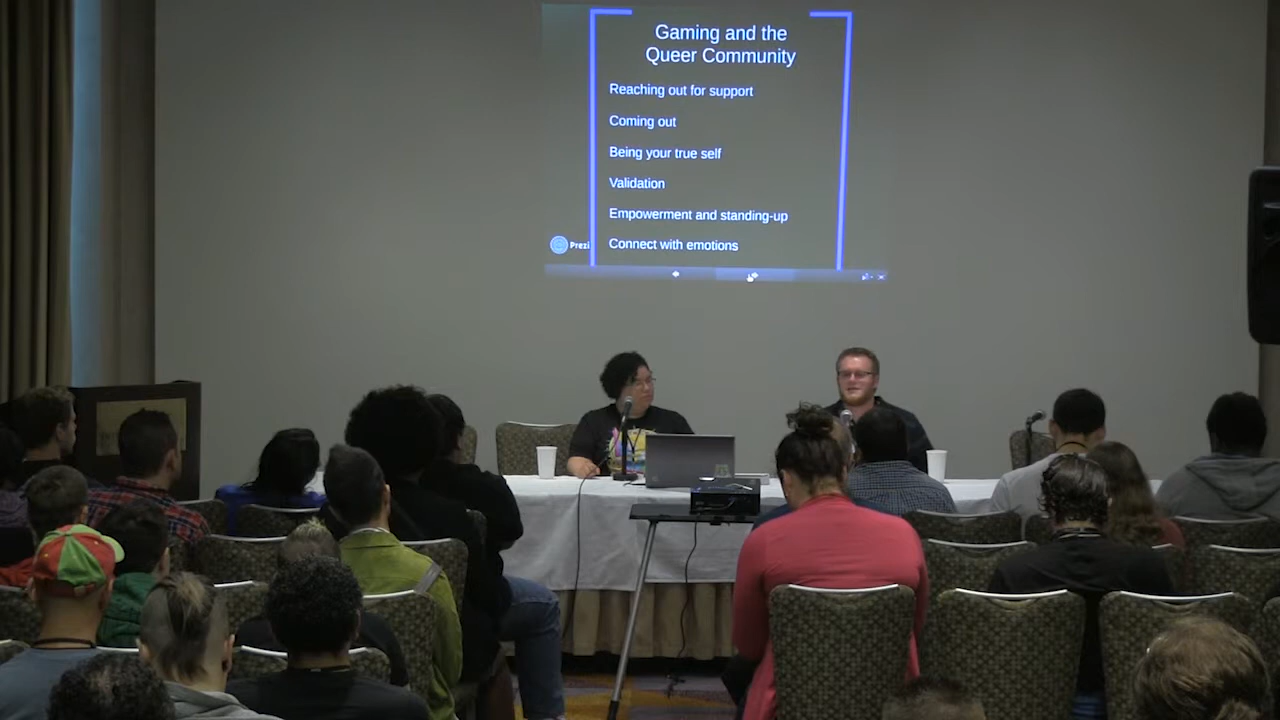 Gaming and the
Queer Community
Reaching out for support
Coming out
Being your true self
Validation
Empowerment and standing-up
Connect with emotions
Prezi